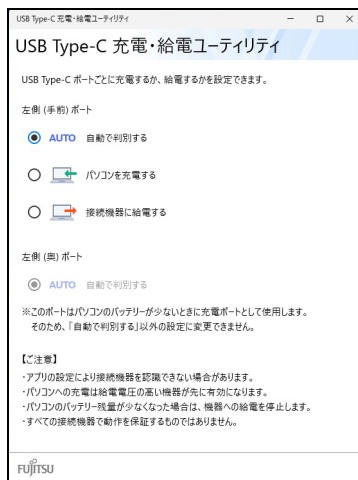 USB Type-C 充電・給電ユーティリティ
USB Type-C 充電・給電ユーティリティ
USB Type-C ポートごとに充電するか、給電するかを設定できます。
左側 (手前) ポート
AUTO 自動で判別する
パソコンを充電する
接続機器に給電する
左側 (奥) ポート
AUTO 自動で判別する
※このポートはパソコンのバッテリーが少ないときに充電ポートとして使用します。
そのため、「自動で判別する」以外の設定に変更できません。
【ご注意】
・アプリの設定により接続機器を認識できない場合があります。
・パソコンへの充電は給電電圧の高い機器が先に有効になります。
・パソコンのバッテリー残量が少なくなった場合は、機器への給電を停止します。
・すべての接続機器で動作を保証するものではありません。
FUJITSU